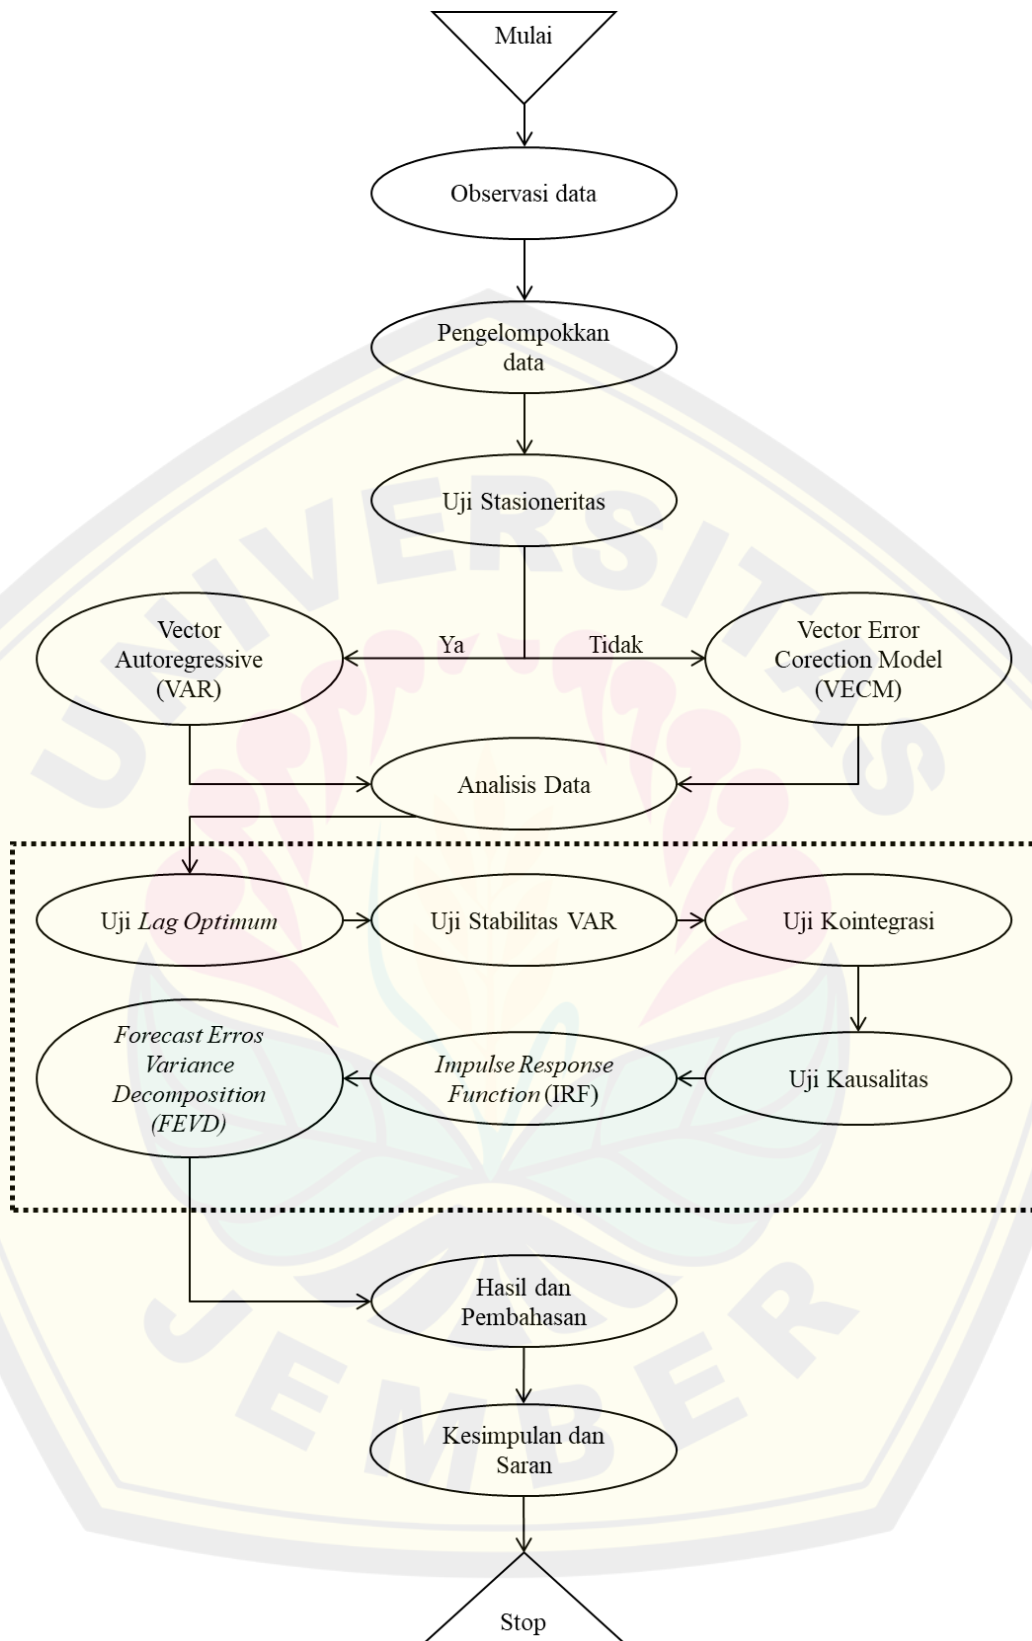 Mulai
Observasi data
Pengelompokkan
data
Uji Stasioneritas
Vector
Autoregressive
(VAR)
Ya
Tidak
Vector Error
Corection Model
(VECM)
Analisis Data
Uji Lag Optimum
Uji Stabilitas VAR
Uji Kointegrasi
Forecast Erros
Variance
Decomposition
(FEVD)
Impulse Response
Function (IRF)
Uji Kausalitas
Hasil dan
Pembahasan
Kesimpulan dan
Saran
Stop
UNIVERSITAS
JEMBER